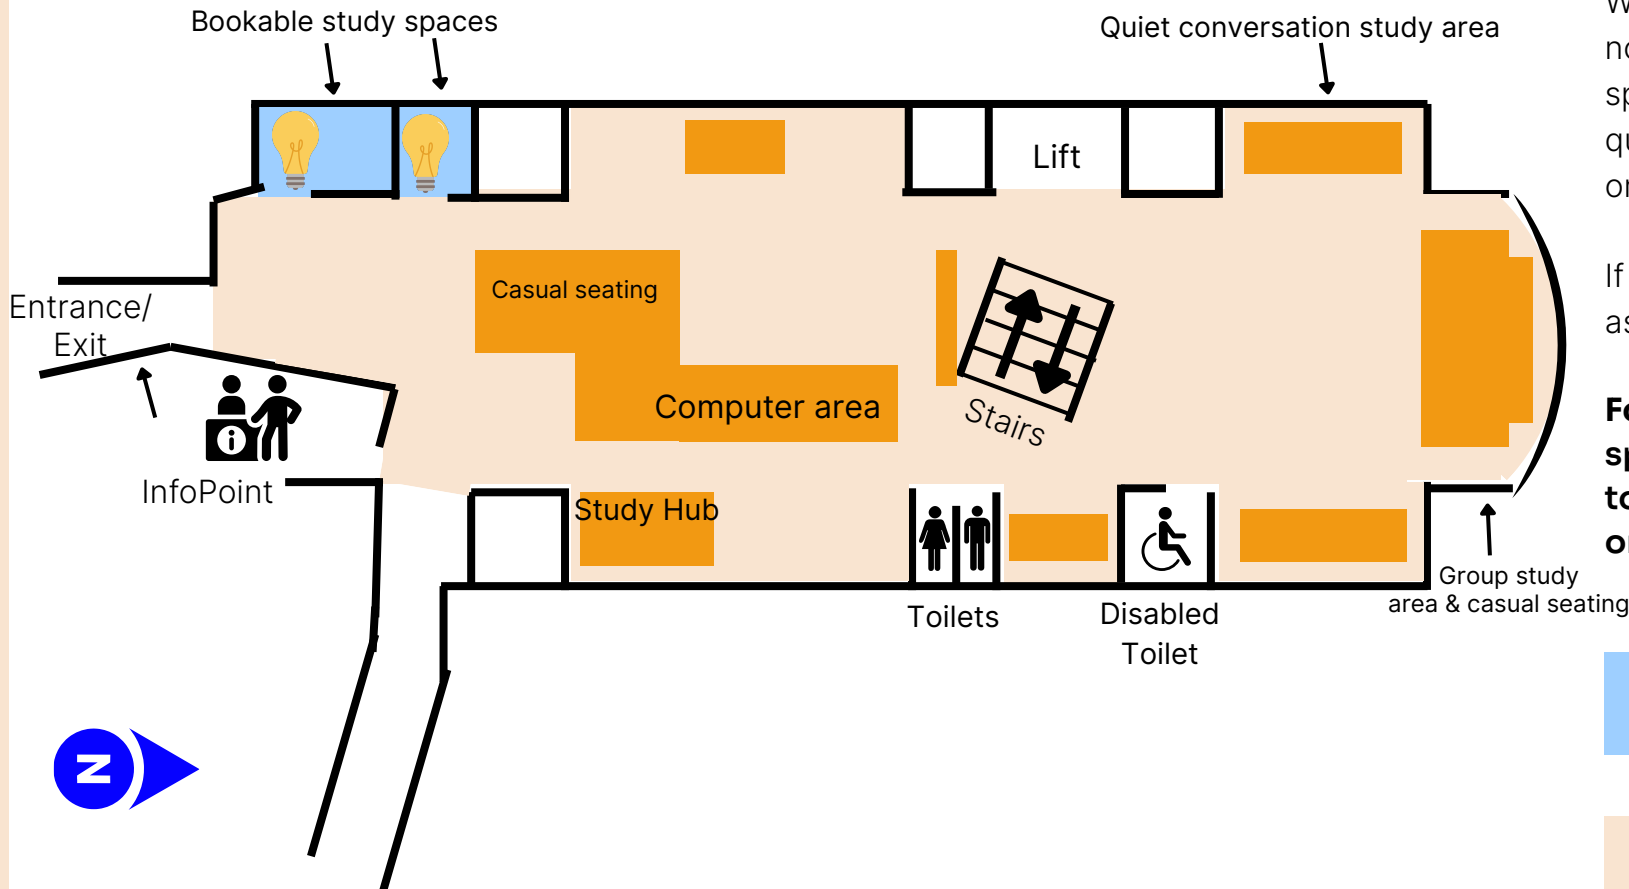 Bookable study spaces
Quiet conversation study area
Lift
Entrance/
Exit
Casual seating
Computer area
Stairs
InfoPoint
Study Hub
Toilets
Disabled
Toilet
Group study
area & casual seating
If
N